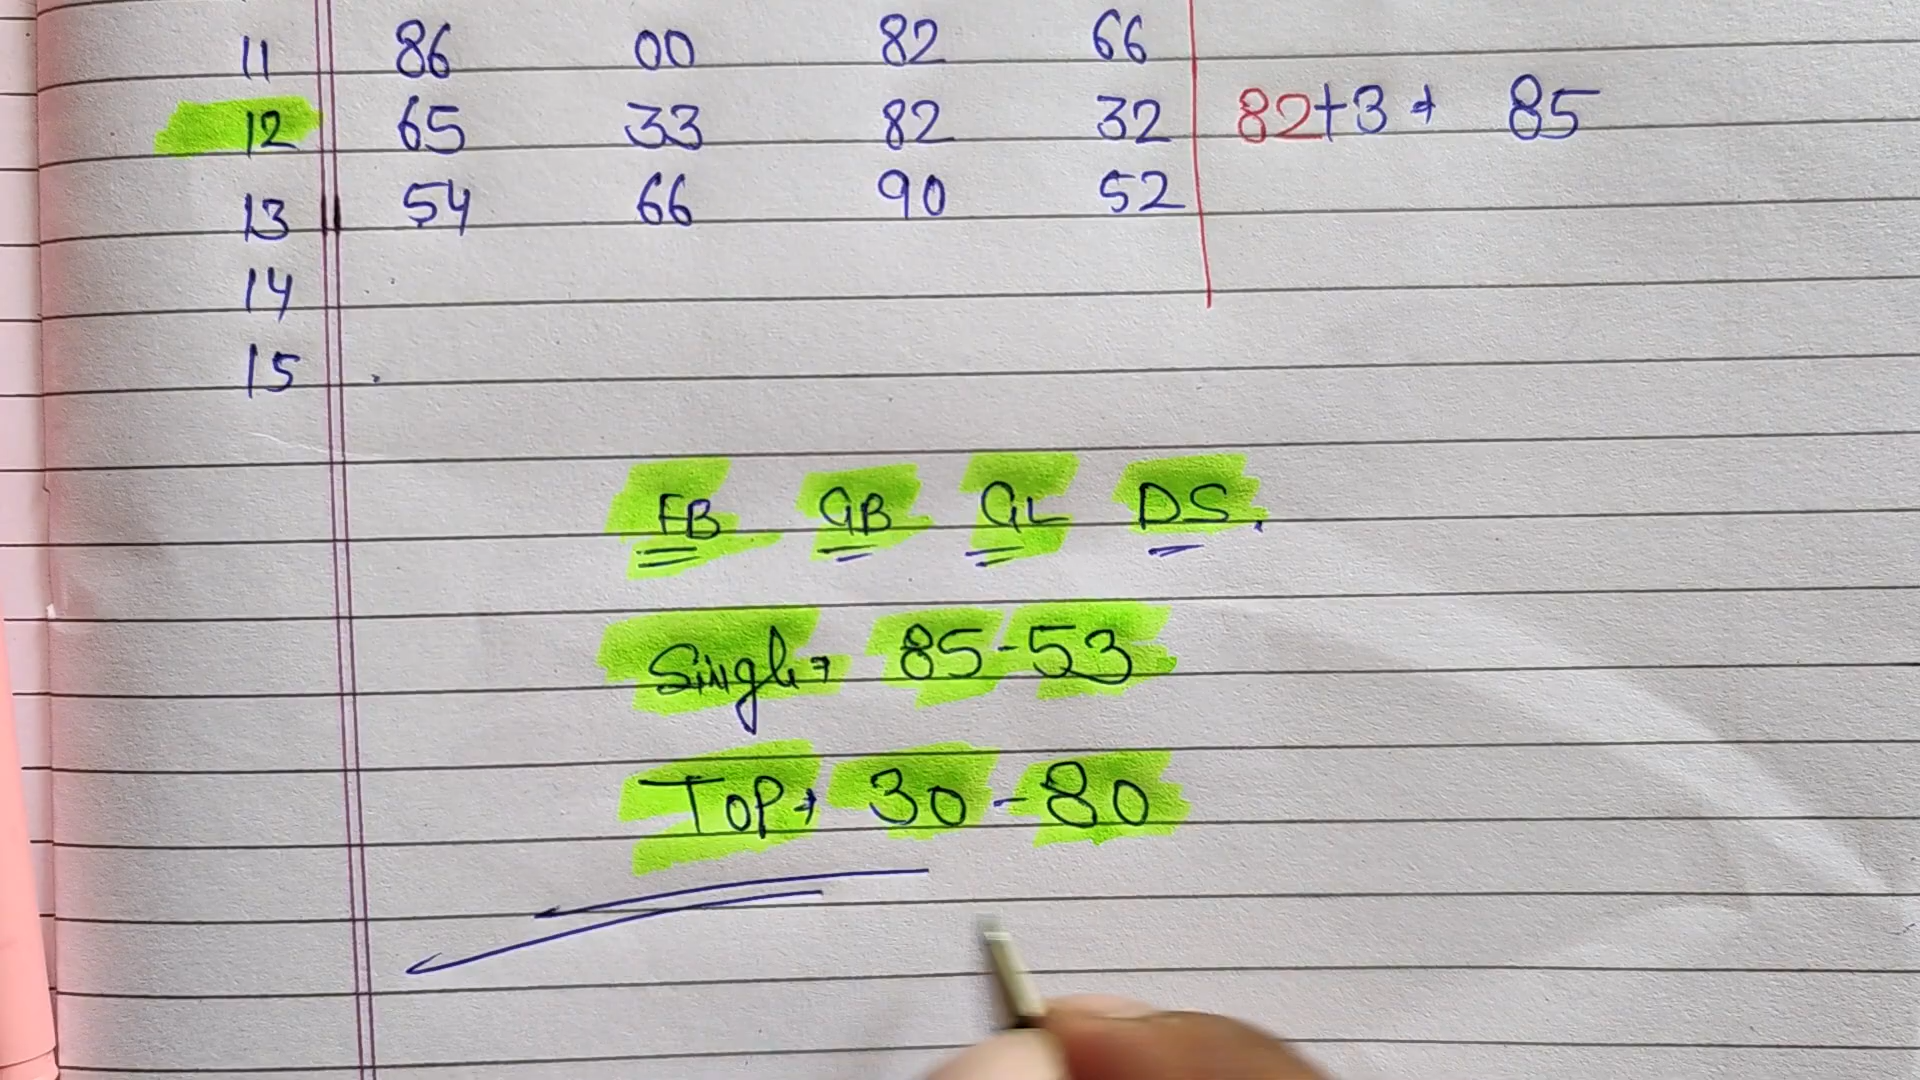 11 86 00 82 66
12 65 33 82 32 82+3→ 85
13 54 66 90 52
14
15
FB GB GL DS.
Single→ 85-53
TOP→ 30-80